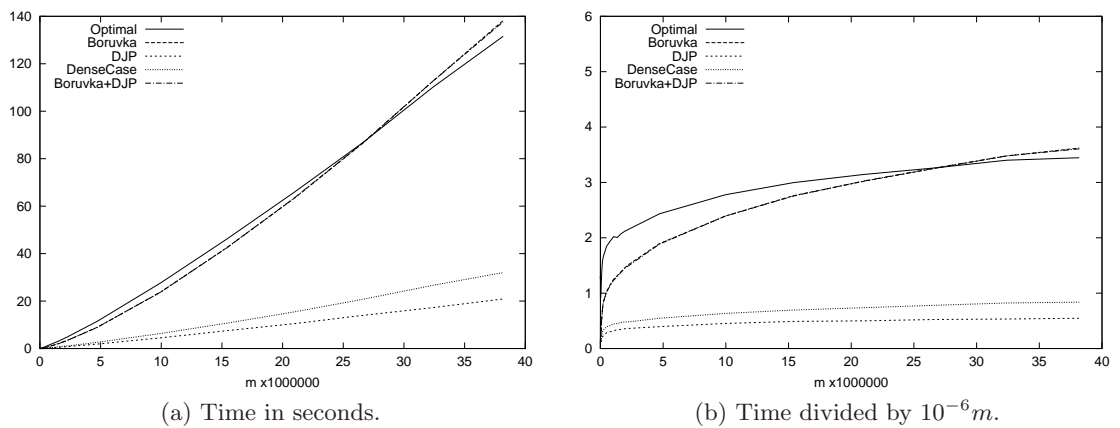 140
120
100
80
60
40
20
0
Optimal
Boruvka
DJP
DenseCase
Boruvka+DJP
0 5 10 15 20 25 30 35 40
m x1000000
(a) Time in seconds.
6
5
4
3
2
1
0
Optimal
Boruvka
DJP
DenseCase
Boruvka+DJP
0 5 10 15 20 25 30 35 40
m x1000000
(b) Time divided by 10⁻⁶m.